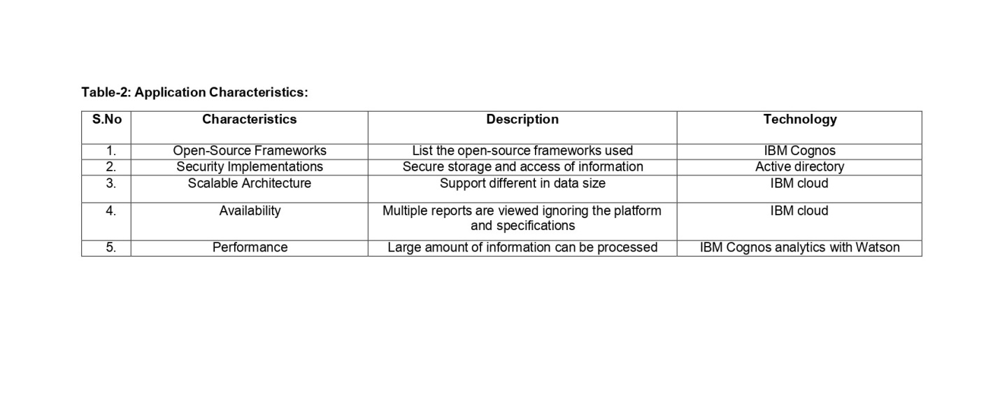 Table-2: Application Characteristics:
S.No Characteristics Description Technology
1. Open-Source Frameworks List the open-source frameworks used IBM Cognos
2. Security Implementations Secure storage and access of information Active directory
3. Scalable Architecture Support different in data size IBM cloud
4. Availability Multiple reports are viewed ignoring the platform IBM cloud
and specifications
5. Performance Large amount of information can be processed IBM Cognos analytics with Watson